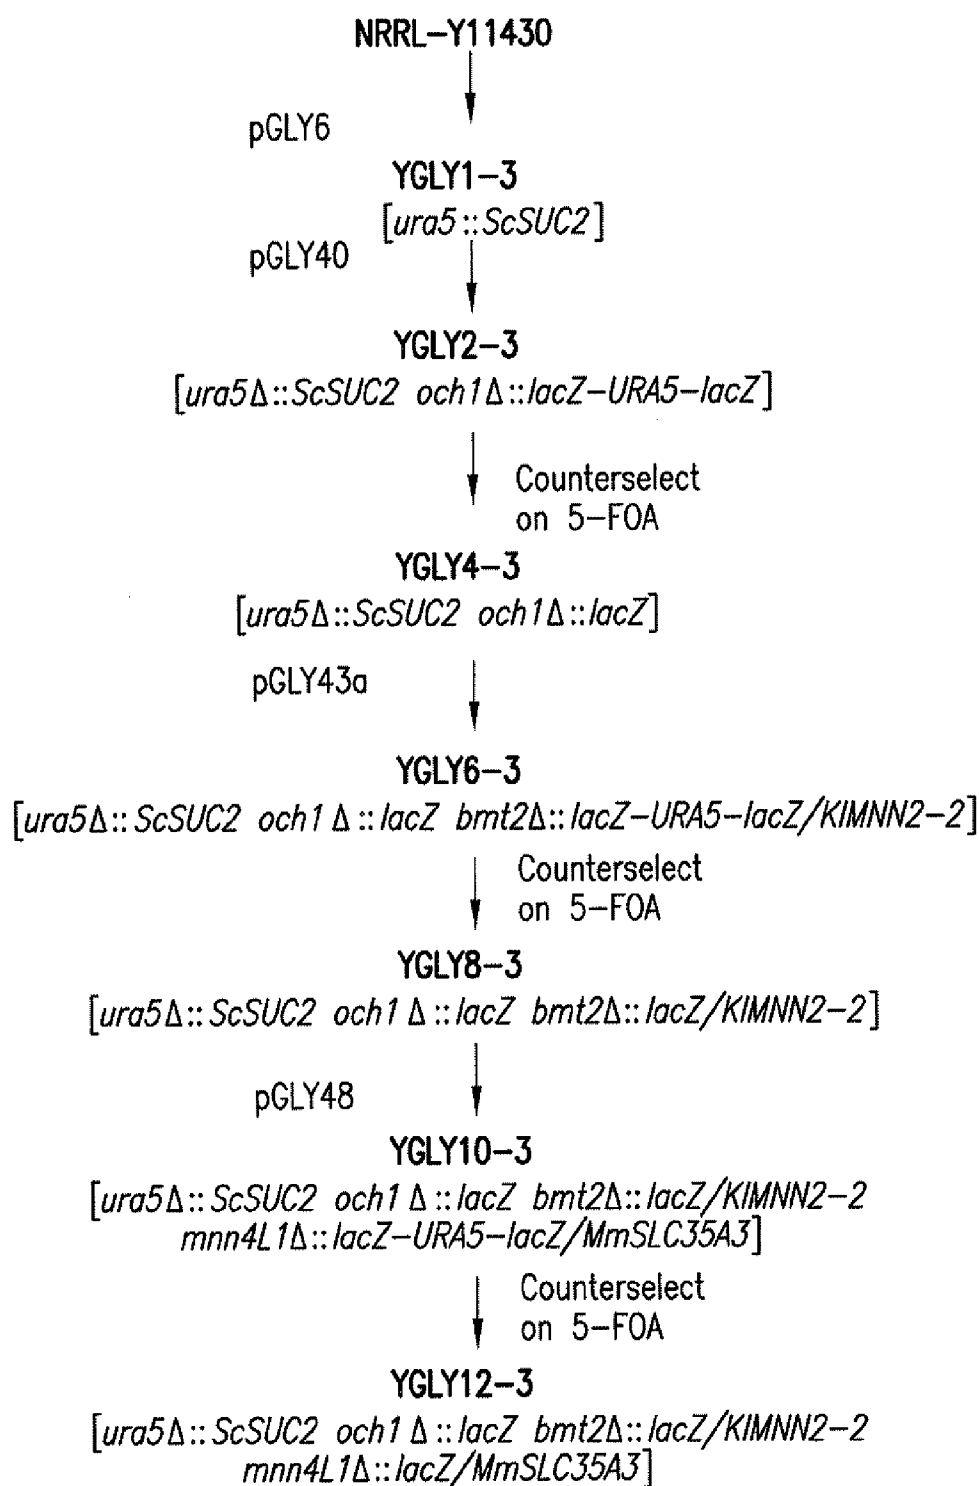 NRRL-Y11430
pGLY6
YGLY1-3
[ura5::ScSUC2]
pGLY40
YGLY2-3
[ura5Δ::ScSUC2 och1Δ::lacZ-URA5-lacZ]
Counterselect
on 5-FOA
YGLY4-3
[ura5Δ::ScSUC2 och1Δ::lacZ]
pGLY43a
YGLY6-3
[ura5Δ::ScSUC2 och1Δ::lacZ bmt2Δ::lacZ-URA5-lacZ/KlMNN2-2]
Counterselect
on 5-FOA
YGLY8-3
[ura5Δ::ScSUC2 och1Δ::lacZ bmt2Δ::lacZ/KlMNN2-2]
pGLY48
YGLY10-3
[ura5Δ::ScSUC2 och1Δ::lacZ bmt2Δ::lacZ/KlMNN2-2
mnn4L1Δ::lacZ-URA5-lacZ/MmSLC35A3]
Counterselect
on 5-FOA
YGLY12-3
[ura5Δ::ScSUC2 och1Δ::lacZ bmt2Δ::lacZ/KlMNN2-2
mnn4L1Δ::lacZ/MmSLC35A3]